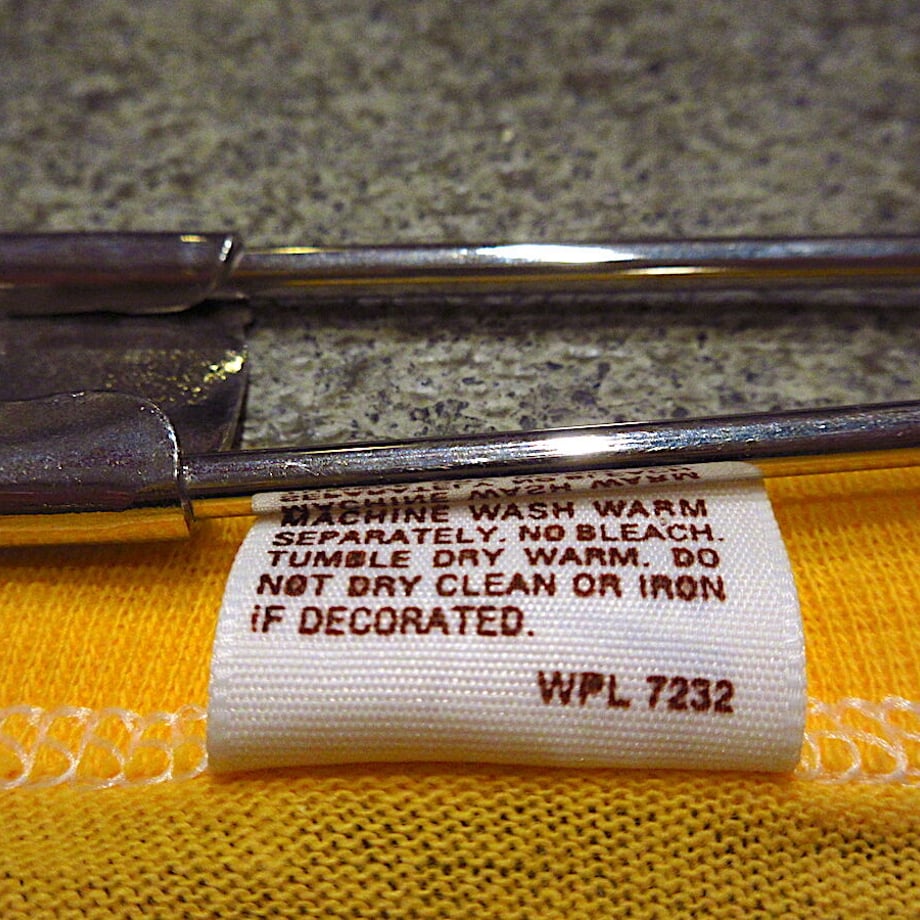 MACHINE WASH WARM
SEPARATELY. NO BLEACH.
TUMBLE DRY WARM. DO
NOT DRY CLEAN OR IRON
IF DECORATED.
WPL 7232